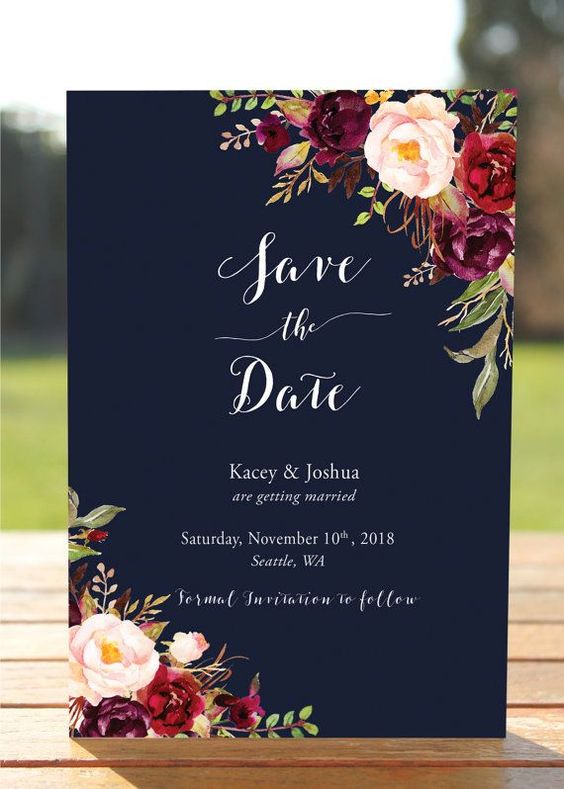 Save
the
Date
Kacey & Joshua
are getting married
Saturday, November 10th, 2018
Seattle, WA
Formal Invitation to follow